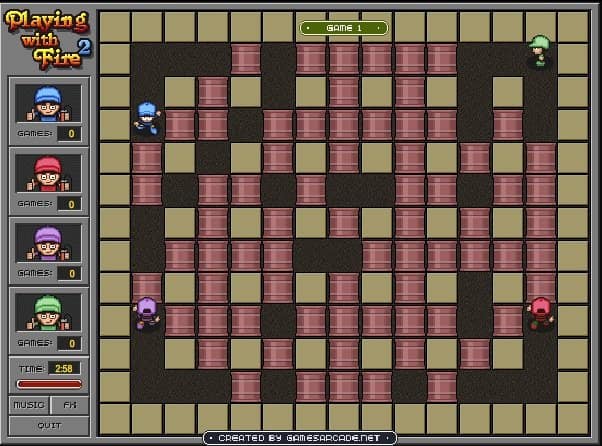 Playing
with
Fire 2
GAME 1
GAMES: 0
GAMES: 0
GAMES: 0
GAMES: 0
TIME: 2:58
MUSIC FX
QUIT
• CREATED BY GAMESARCADE.NET •